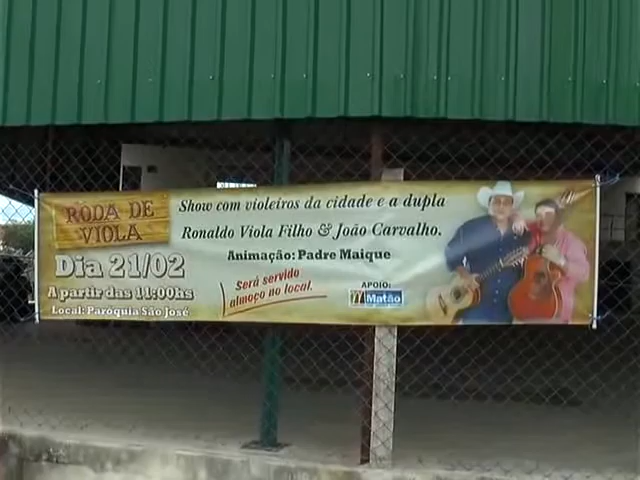 RODA DE
VIOLA
Dia 21/02
A partir das 11:00hs
Local: Paróquia São José
Show com violeiros da cidade e a dupla
Ronaldo Viola Filho & João Carvalho.
Animação: Padre Maique
Será servido
almoço no local.
APOIO:
Matão